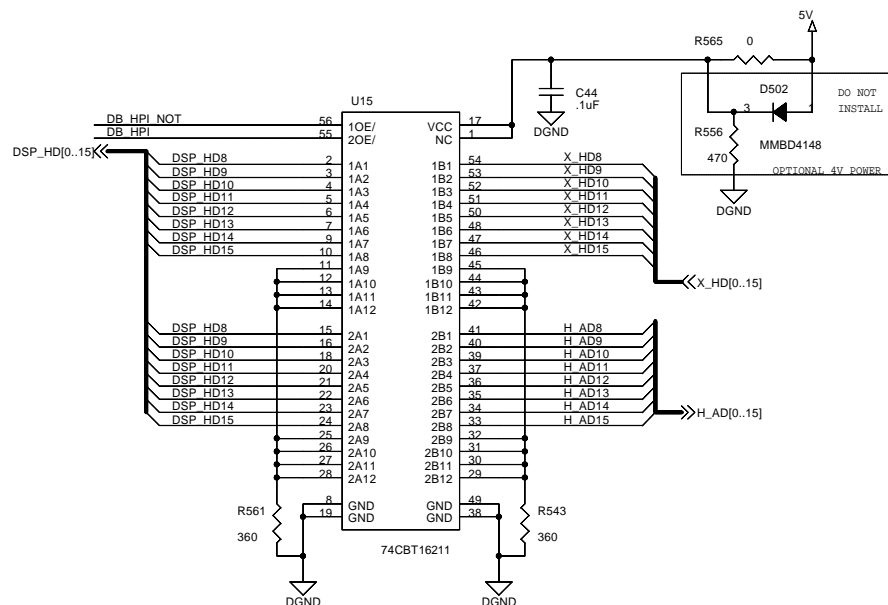 5V
R565 0
D502 DO NOT
C44 3 1 INSTALL
.1uF
U15
R556
DB_HPI_NOT 56 1OE/ VCC 17 DGND 470 MMBD4148
DB_HPI 55 2OE/ NC 1
DSP_HD[0..15] OPTIONAL 4V POWER
DSP_HD8 2 1A1 1B1 54 X_HD8
DSP_HD9 3 1A2 1B2 53 X_HD9
DSP_HD10 4 1A3 1B3 52 X_HD10
DGND
DSP_HD11 5 1A4 1B4 51 X_HD11
DSP_HD12 6 1A5 1B5 50 X_HD12
DSP_HD13 7 1A6 1B6 48 X_HD13
DSP_HD14 9 1A7 1B7 47 X_HD14
DSP_HD15 10 1A8 1B8 46 X_HD15
11 1A9 1B9 45
12 1A10 1B10 44
X_HD[0..15]
13 1A11 1B11 43
14 1A12 1B12 42
DSP_HD8 15 2A1 2B1 41 H_AD8
DSP_HD9 16 2A2 2B2 40 H_AD9
DSP_HD10 18 2A3 2B3 39 H_AD10
DSP_HD11 20 2A4 2B4 37 H_AD11
DSP_HD12 21 2A5 2B5 36 H_AD12
DSP_HD13 22 2A6 2B6 35 H_AD13
DSP_HD14 23 2A7 2B7 34 H_AD14
H_AD[0..15]
DSP_HD15 24 2A8 2B8 33 H_AD15
25 2A9 2B9 32
26 2A10 2B10 31
27 2A11 2B11 30
28 2A12 2B12 29
8 GND GND 49
R561 19 GND GND 38 R543
360 360
74CBT16211
DGND DGND